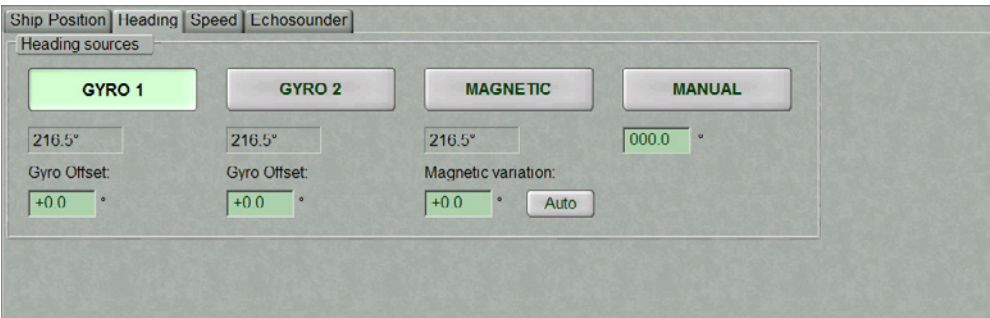 Ship Position Heading Speed Echosounder
Heading sources
GYRO 1 GYRO 2 MAGNETIC MANUAL
216.5° 216.5° 216.5° 000.0 °
Gyro Offset: Gyro Offset: Magnetic variation:
+0.0 ° +0.0 ° +0.0 ° Auto